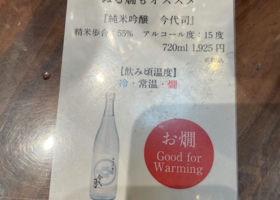 ぬる燗もオススメ
『純米吟醸 今代司』
精米歩合：55% アルコール度：15度
720ml 1,925円
【飲み頃温度】
冷・常温・燗
お燗
Good for
Warming